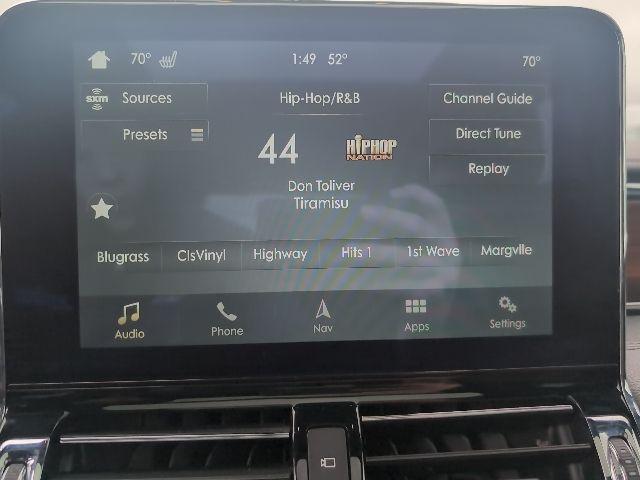 70° 1:49 52° 70°
sxm Sources Hip-Hop/R&B Channel Guide
Presets 44 HIPHOP NATION Direct Tune
Replay
Don Toliver
Tiramisu
Blugrass ClsVinyl Highway Hits 1 1st Wave Margvlle
Audio Phone Nav Apps Settings